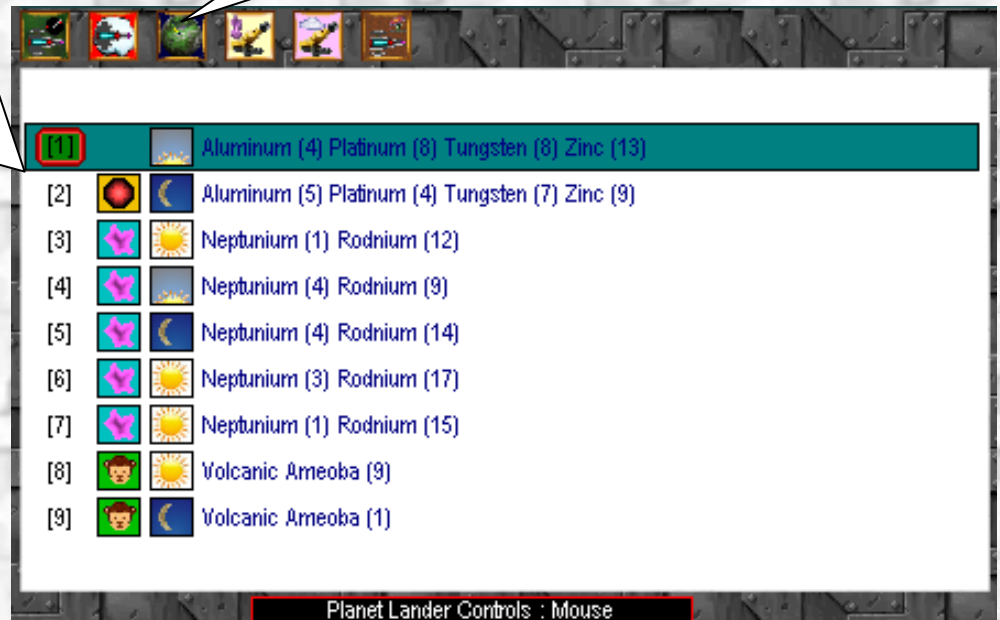 [1] Aluminum (4) Platinum (8) Tungsten (8) Zinc (13)
[2] Aluminum (5) Platinum (4) Tungsten (7) Zinc (9)
[3] Neptunium (1) Rodnium (12)
[4] Neptunium (4) Rodnium (9)
[5] Neptunium (4) Rodnium (14)
[6] Neptunium (3) Rodnium (17)
[7] Neptunium (1) Rodnium (15)
[8] Volcanic Ameoba (9)
[9] Volcanic Ameoba (1)
Planet Lander Controls : Mouse